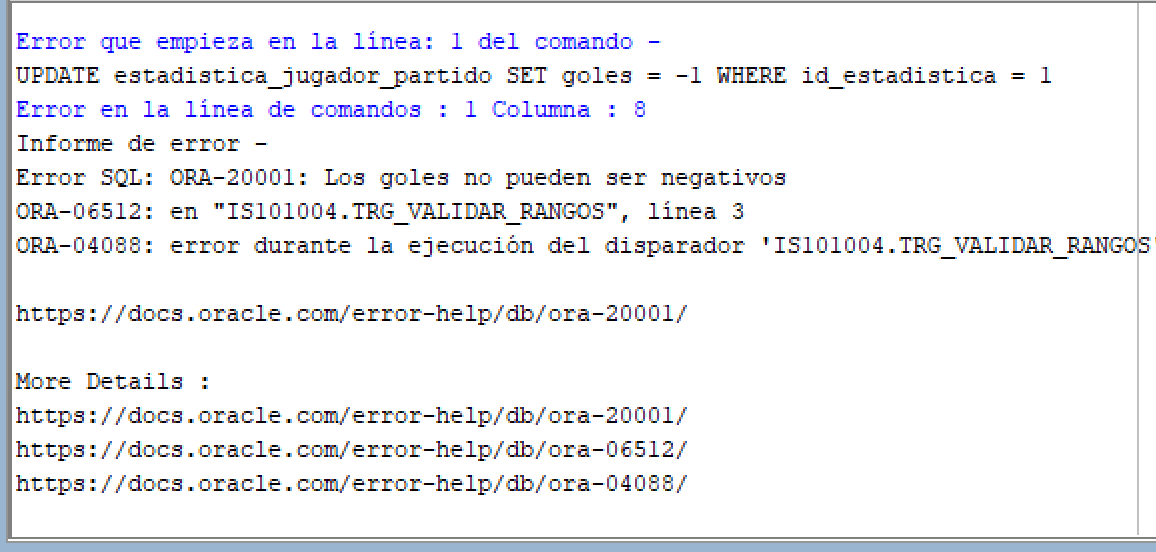 Error que empieza en la línea: 1 del comando -
UPDATE estadistica_jugador_partido SET goles = -1 WHERE id_estadistica = 1
Error en la línea de comandos : 1 Columna : 8
Informe de error -
Error SQL: ORA-20001: Los goles no pueden ser negativos
ORA-06512: en "IS101004.TRG_VALIDAR_RANGOS", línea 3
ORA-04088: error durante la ejecución del disparador 'IS101004.TRG_VALIDAR_RANGOS'
https://docs.oracle.com/error-help/db/ora-20001/
More Details :
https://docs.oracle.com/error-help/db/ora-20001/
https://docs.oracle.com/error-help/db/ora-06512/
https://docs.oracle.com/error-help/db/ora-04088/